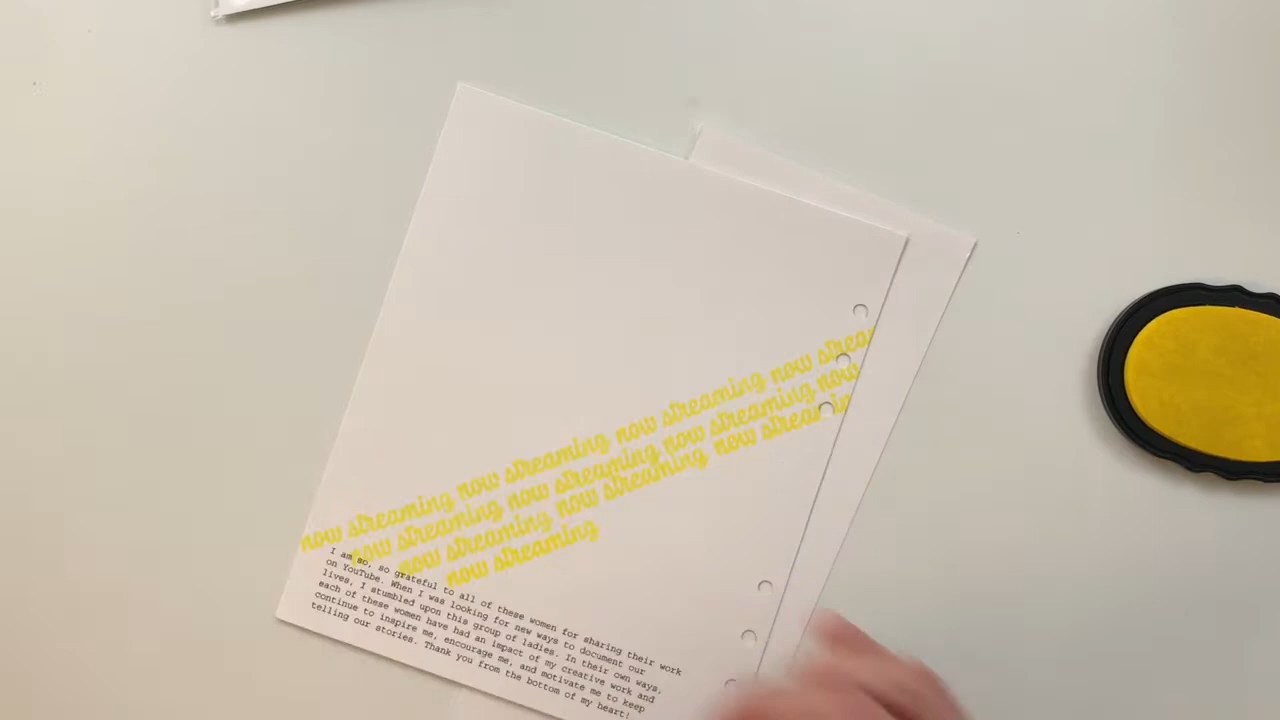 now streaming now streaming now streaming now strea
now streaming now streaming now streaming now
now streaming now streaming now streaming
now streaming
I am so, so grateful to all of these women for sharing their work
on YouTube. When I was looking for new ways to document our
lives, I stumbled upon this group of ladies. In their own ways,
each of these women have had an impact of my creative work and
continue to inspire me, encourage me, and motivate me to keep
telling our stories. Thank you from the bottom of my heart!